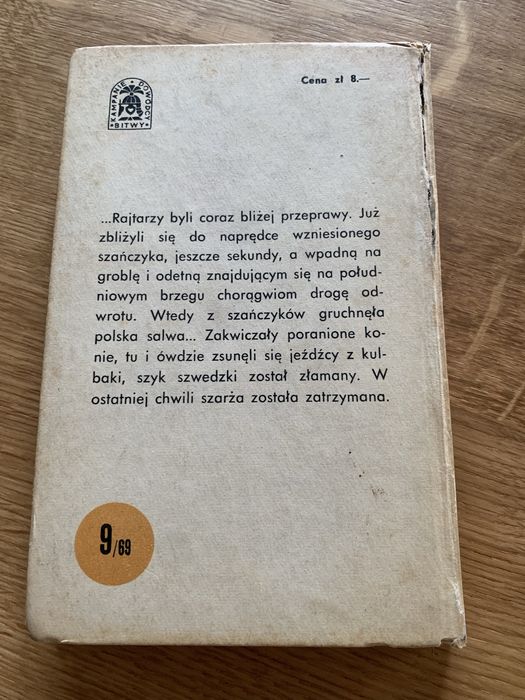 KAMPANIE • DOWÓDCY
• BITWY •
Cena zł 8.—
...Rajtarzy byli coraz bliżej przeprawy. Już
zbliżyli się do naprędce wzniesionego
szańczyka, jeszcze sekundy, a wpadną na
groblę i odetną znajdującym się na połud-
niowym brzegu chorągwiom drogę od-
wrotu. Wtedy z szańczyków gruchnęła
polska salwa... Zakwiczały poranione ko-
nie, tu i ówdzie zsunęli się jeźdźcy z kul-
baki, szyk szwedzki został złamany. W
ostatniej chwili szarża została zatrzymana.
9/69